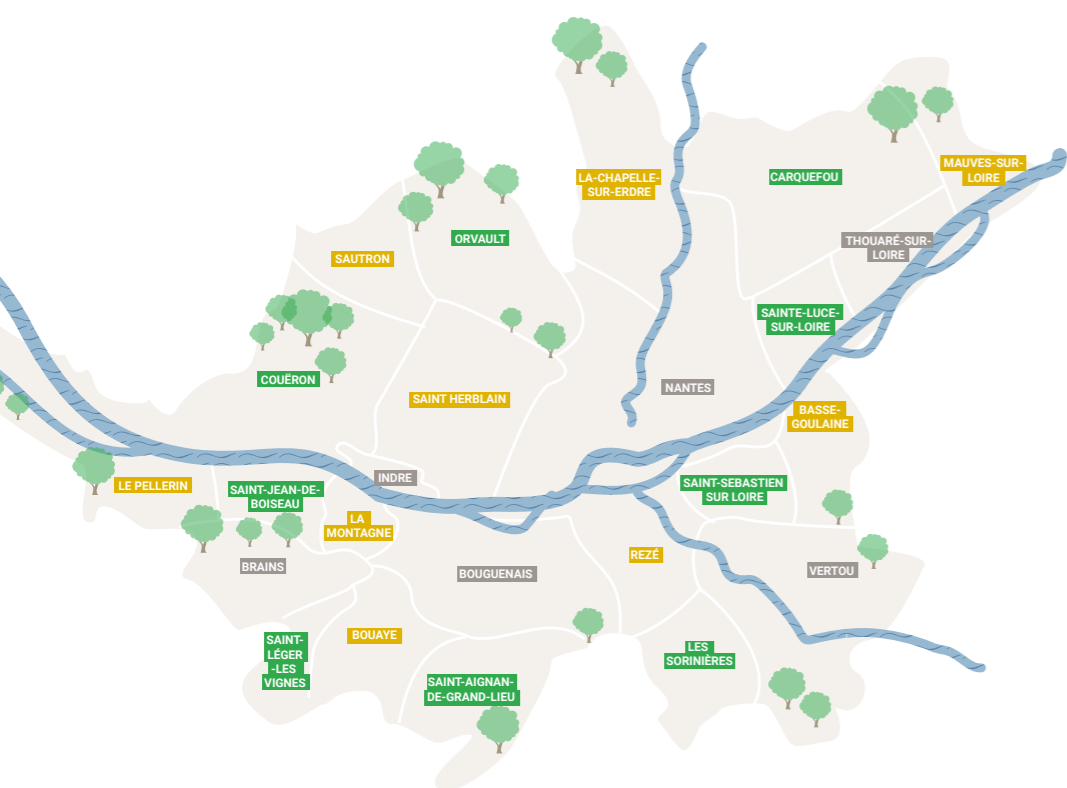 LA-CHAPELLE-
SUR-ERDRE
CARQUEFOU
MAUVES-SUR-
LOIRE
ORVAULT
THOUARÉ-SUR-
LOIRE
SAUTRON
SAINTE-LUCE-
SUR-LOIRE
COUËRON
NANTES
SAINT HERBLAIN
BASSE-
GOULAINE
INDRE
LE PELLERIN
SAINT-JEAN-DE-
BOISEAU
SAINT-SEBASTIEN
SUR LOIRE
LA
MONTAGNE
REZÉ
BRAINS
BOUGUENAIS
VERTOU
SAINT-
LÉGER
-LES
VIGNES
BOUAYE
LES
SORINIÈRES
SAINT-AIGNAN-
DE-GRAND-LIEU